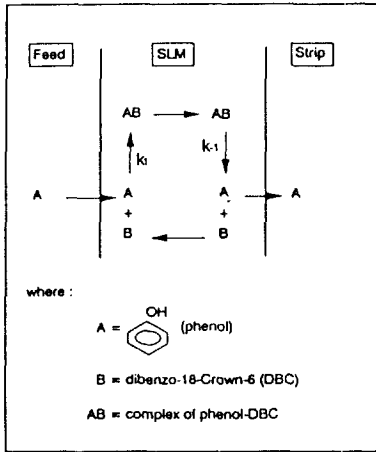 Feed SLM Strip
AB AB
k1 k-1
A A A A
+ +
B B
where :
OH
A = (phenol)
B = dibenzo-18-Crown-6 (DBC)
AB = complex of phenol-DBC